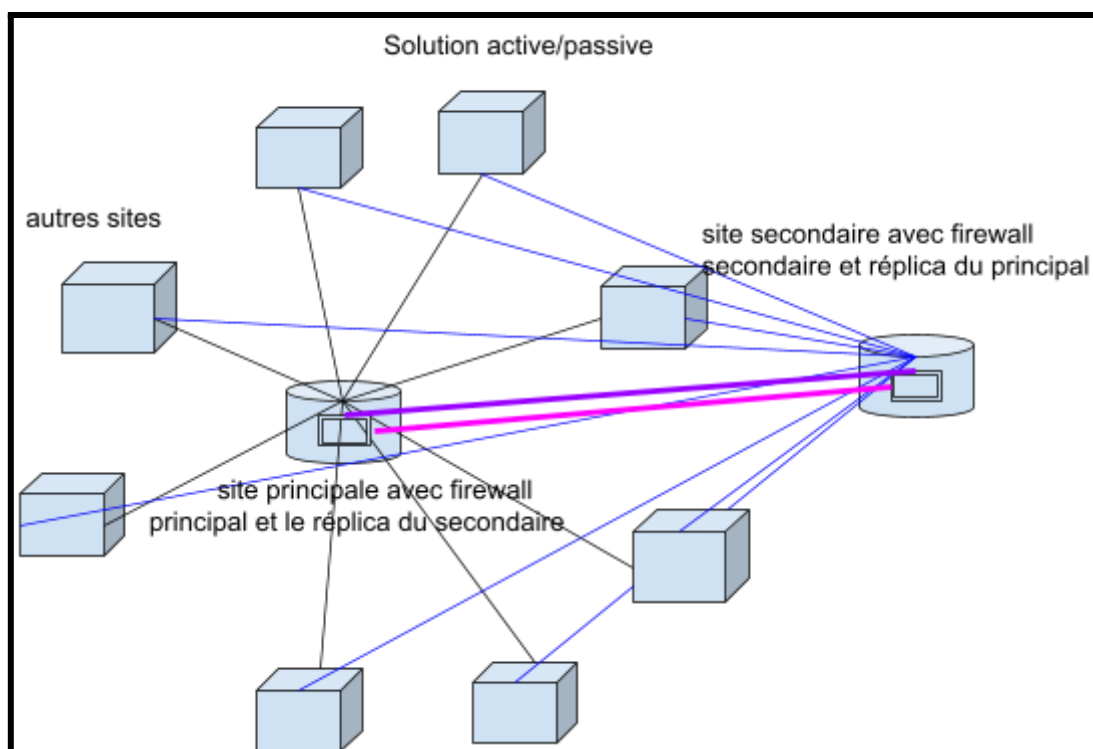 Solution active/passive
autres sites
site secondaire avec firewall
secondaire et réplica du principal
site principale avec firewall
principal et le réplica du secondaire